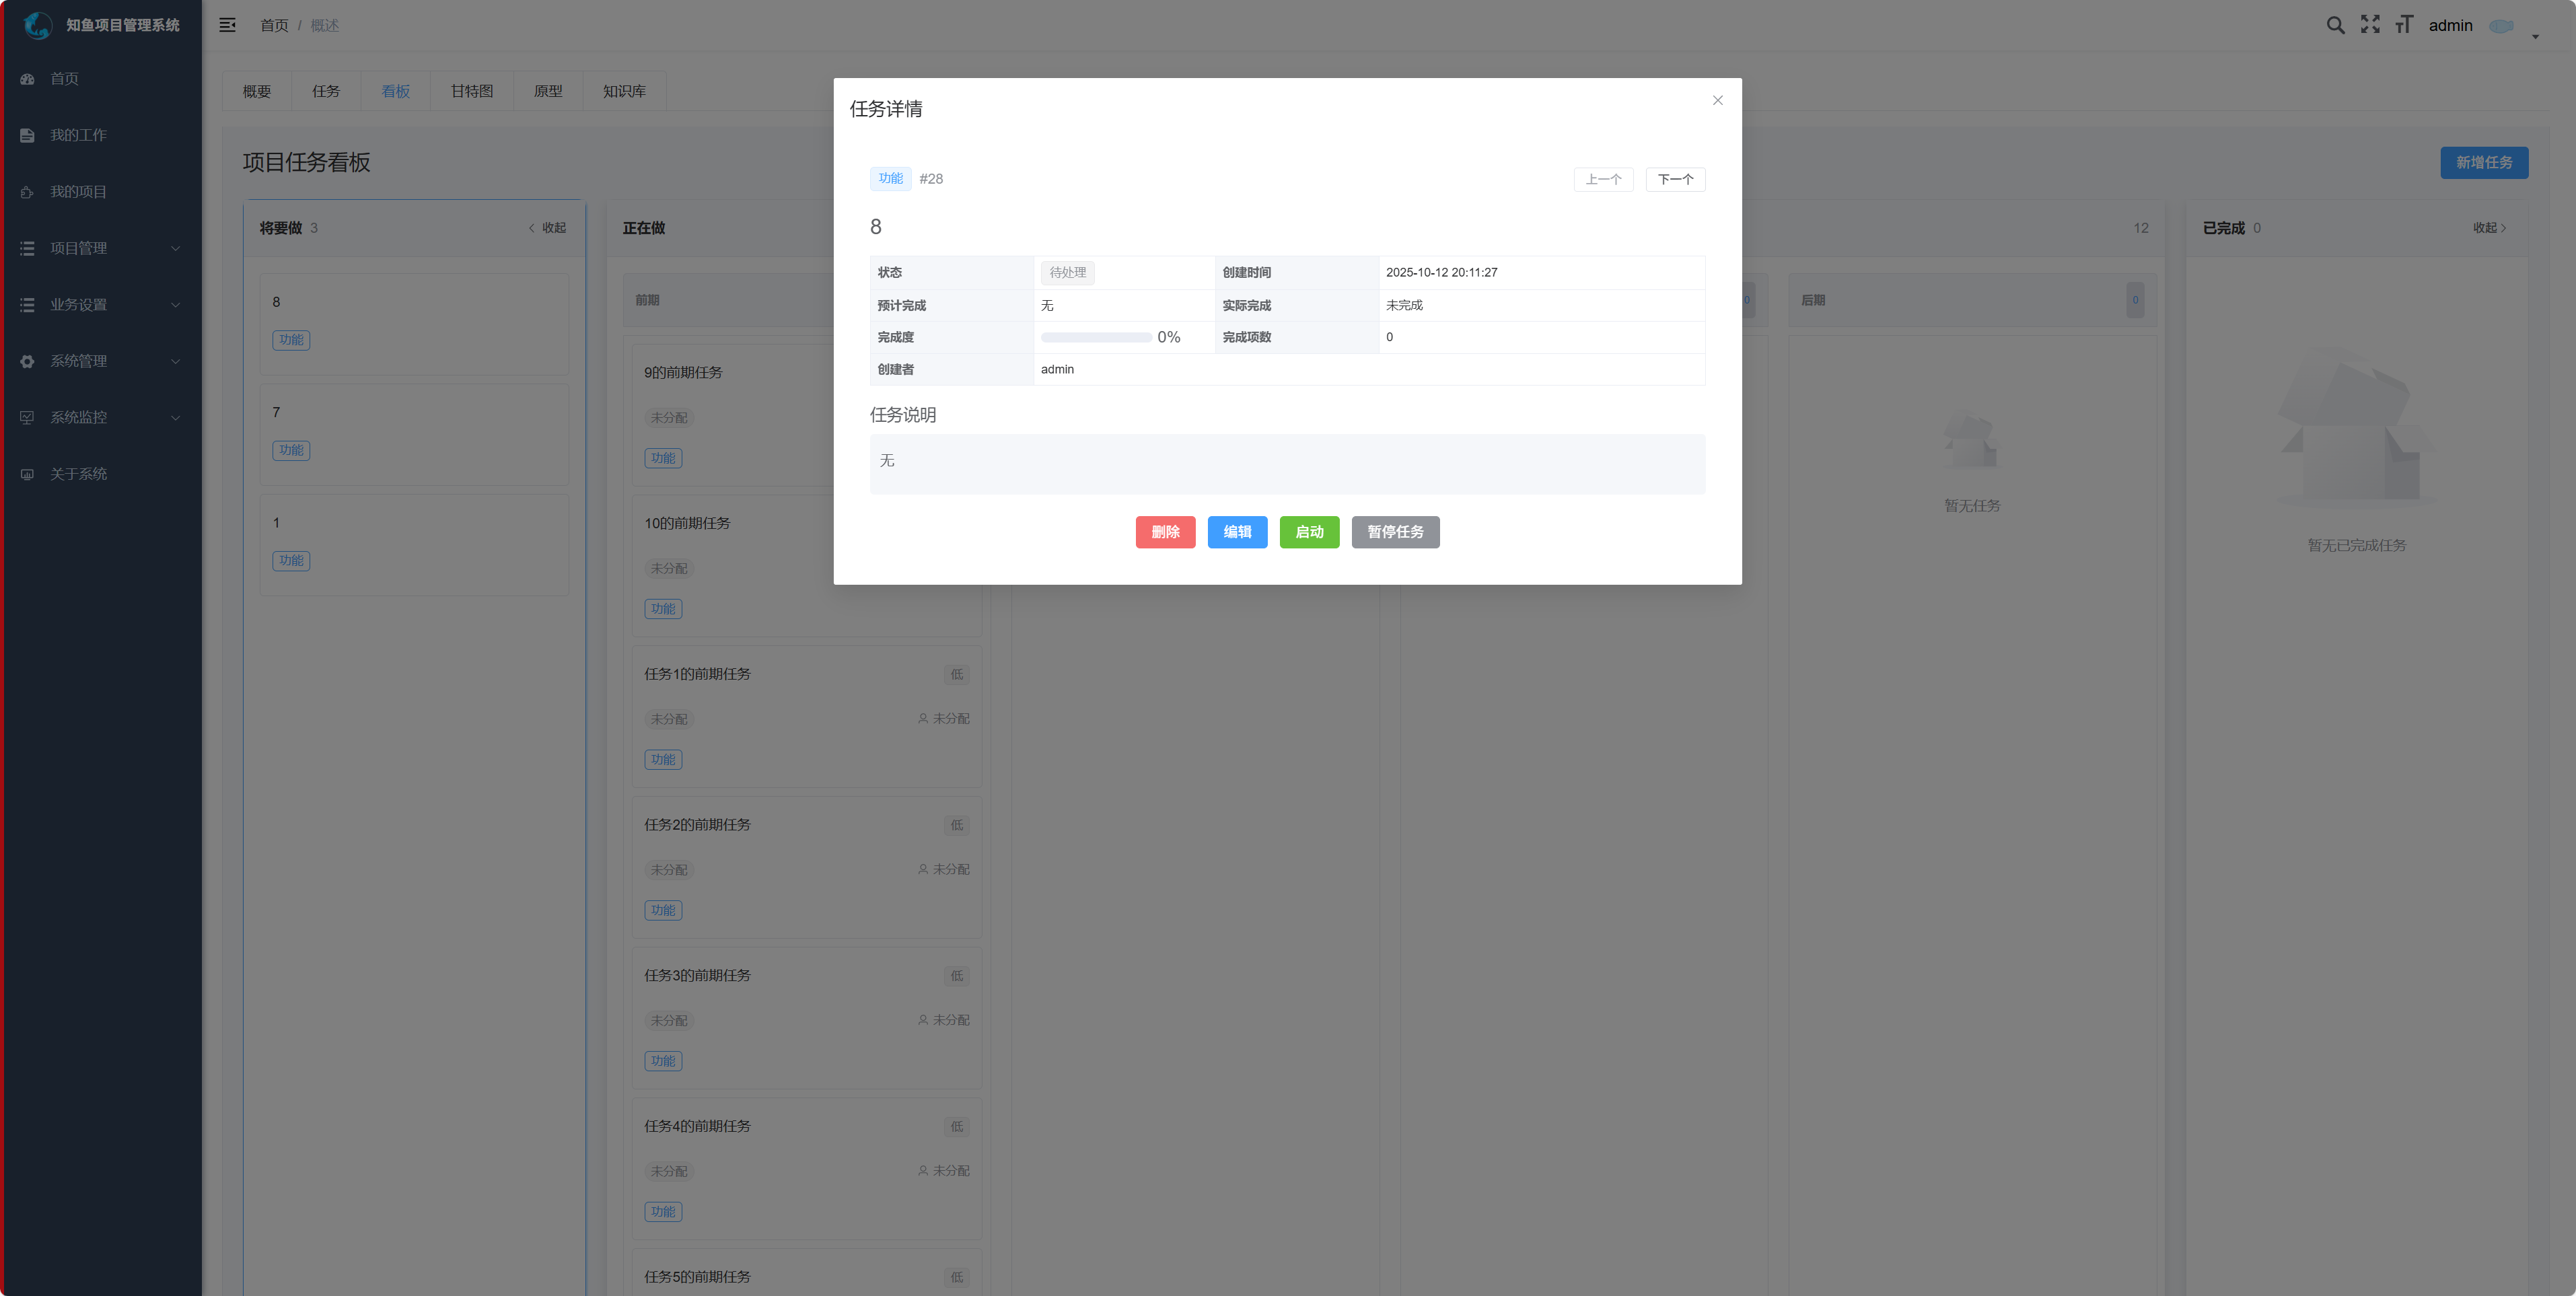 知鱼项目管理系统
首页 / 概述
admin
首页
我的工作
我的项目
项目管理
业务设置
系统管理
系统监控
关于系统
概要
任务
看板
甘特图
原型
知识库
项目任务看板
新增任务
将要做 3
收起
8
功能
7
功能
1
功能
正在做
12
前期
9的前期任务
未分配
功能
10的前期任务
未分配
功能
任务1的前期任务
低
未分配
未分配
功能
任务2的前期任务
低
未分配
未分配
功能
任务3的前期任务
低
未分配
未分配
功能
任务4的前期任务
低
未分配
未分配
功能
任务5的前期任务
低
0
后期
0
暂无任务
已完成 0
收起
暂无已完成任务
任务详情
功能 #28
上一个
下一个
8
状态 待处理 创建时间 2025-10-12 20:11:27
预计完成 无 实际完成 未完成
完成度 0% 完成项数 0
创建者 admin
任务说明
无
删除
编辑
启动
暂停任务